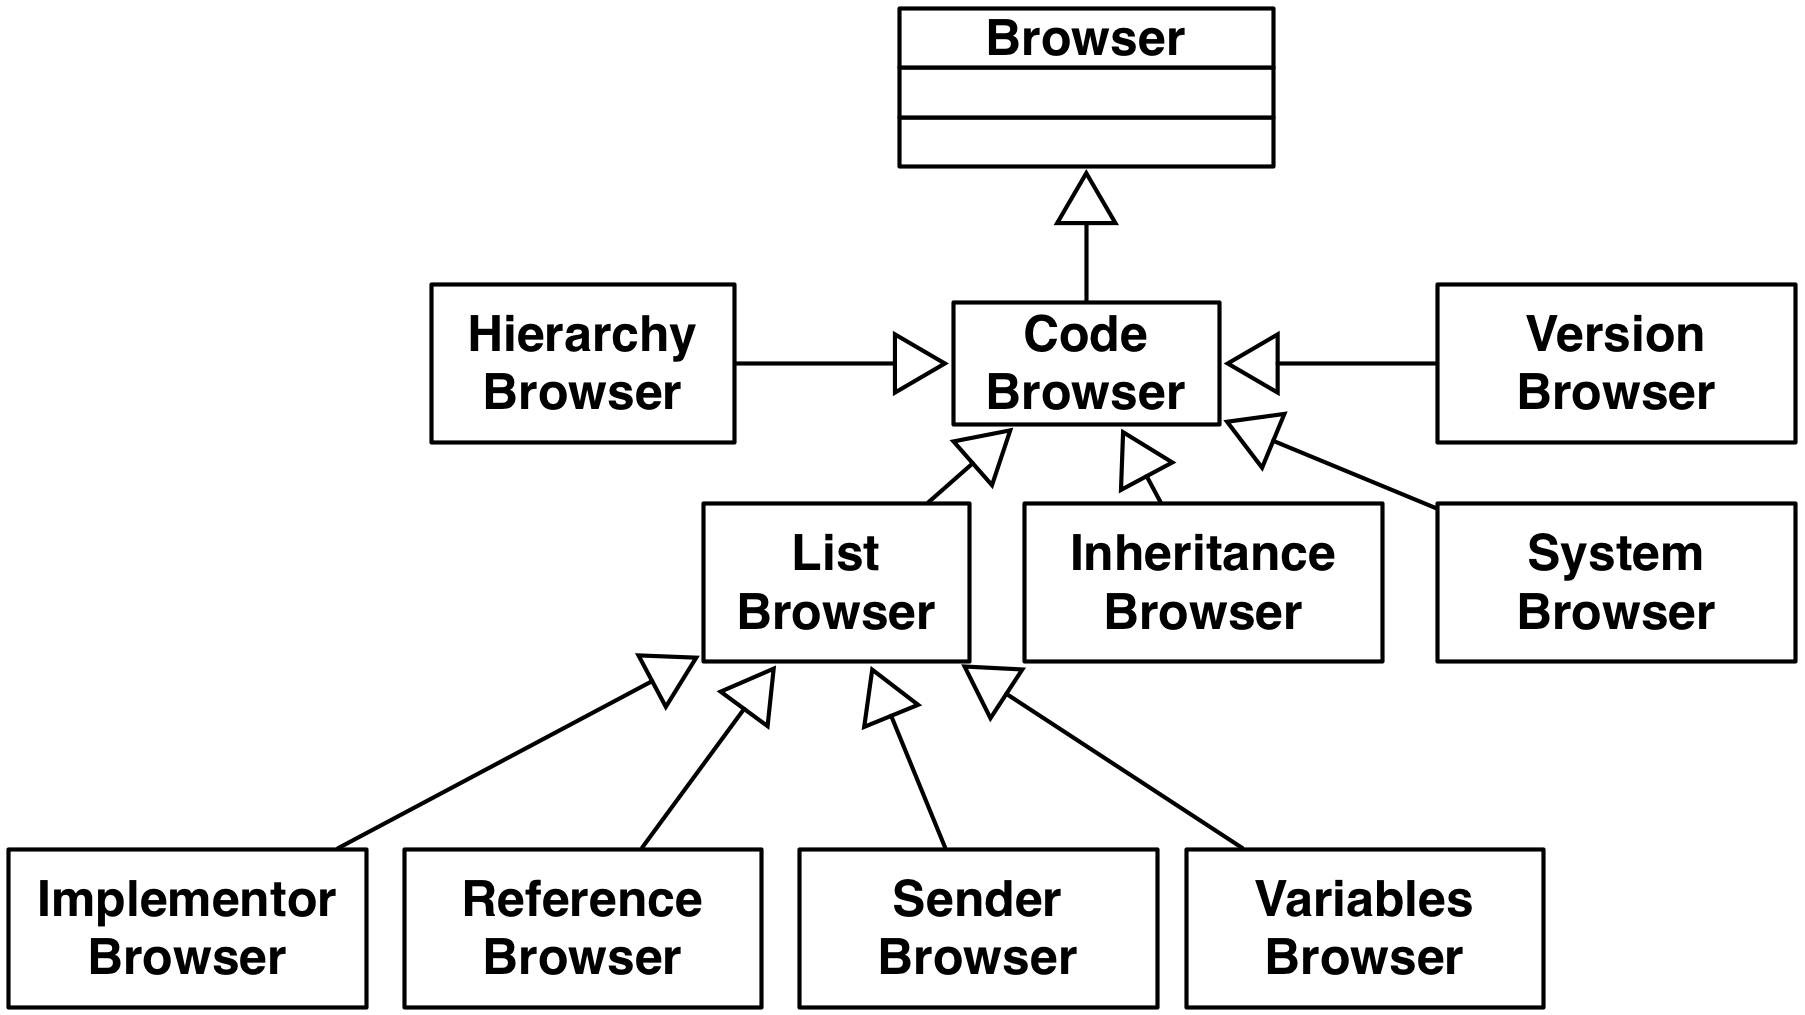 Browser
Hierarchy
Browser
Code
Browser
Version
Browser
List
Browser
Inheritance
Browser
System
Browser
Implementor
Browser
Reference
Browser
Sender
Browser
Variables
Browser